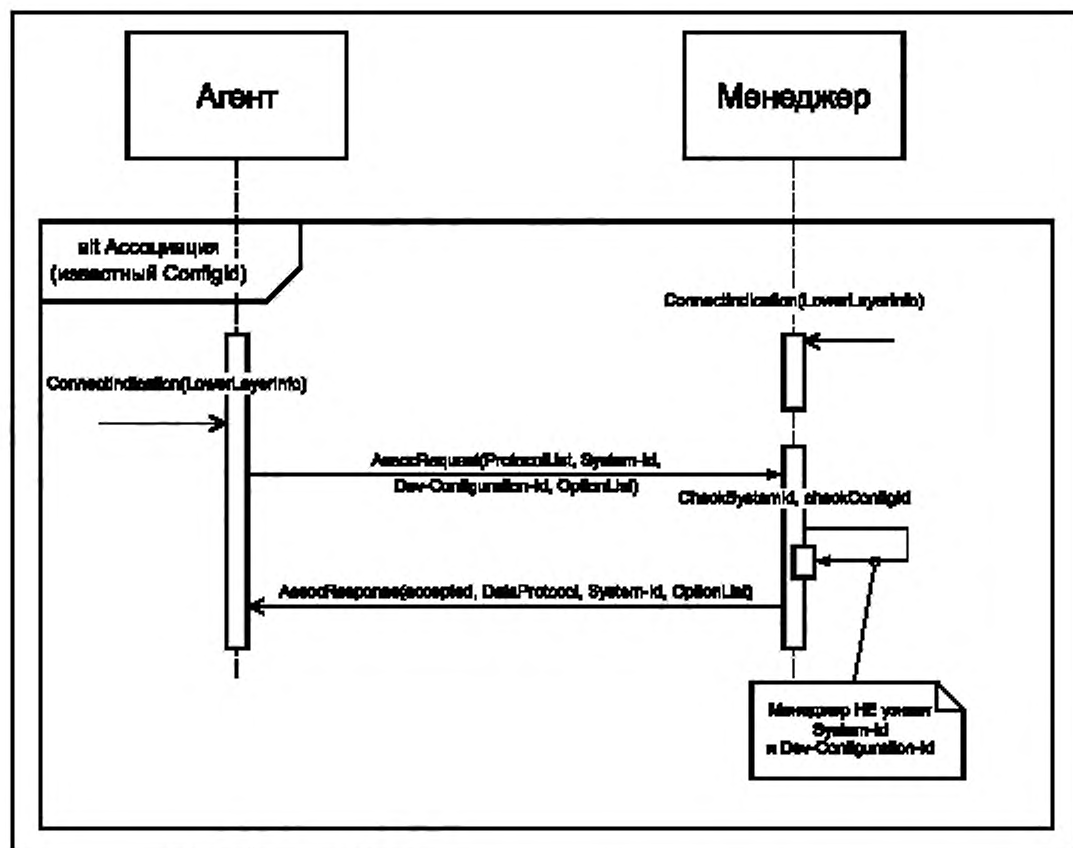 Агент
Менеджер
alt Ассоциация
(известный ConfigId)
ConnectIndication(LowerLayerInfo)
ConnectIndication(LowerLayerInfo)
AssocRequest(ProtocolList, System-Id,
Dev-Configuration-Id, OptionList)
CheckSystemId, checkConfigId
AssocResponse(accepted, DataProtocol, System-Id, OptionList)
Менеджер НЕ узнает
System-Id
и Dev-Configuration-Id